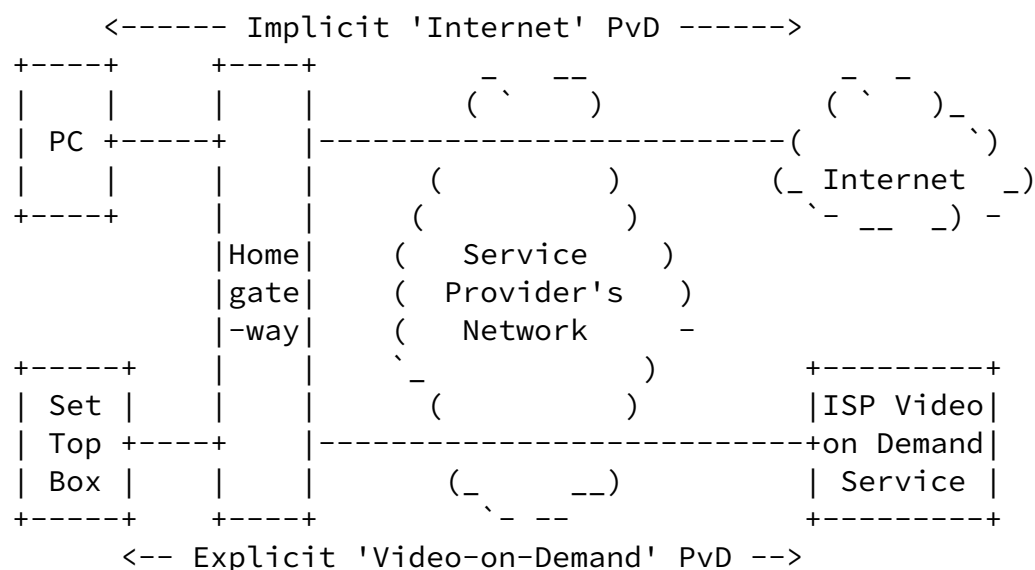 <------ Implicit 'Internet' PvD ------>
PC
Internet
Home
Service
gate
Provider's
-way
Network
Set
ISP Video
Top
on Demand
Box
Service
<-- Explicit 'Video-on-Demand' PvD -->